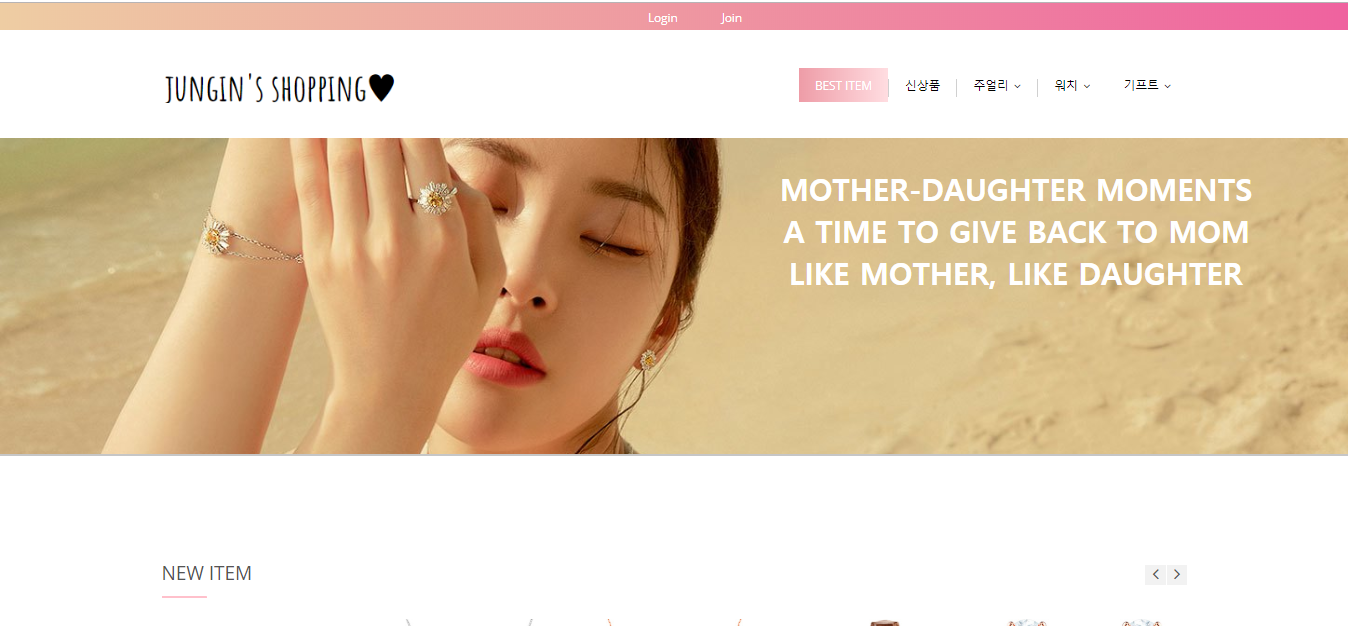 Login Join
JUNGIN'S SHOPPING♥
BEST ITEM 신상품 주얼리 워치 기프트
MOTHER-DAUGHTER MOMENTS
A TIME TO GIVE BACK TO MOM
LIKE MOTHER, LIKE DAUGHTER
NEW ITEM